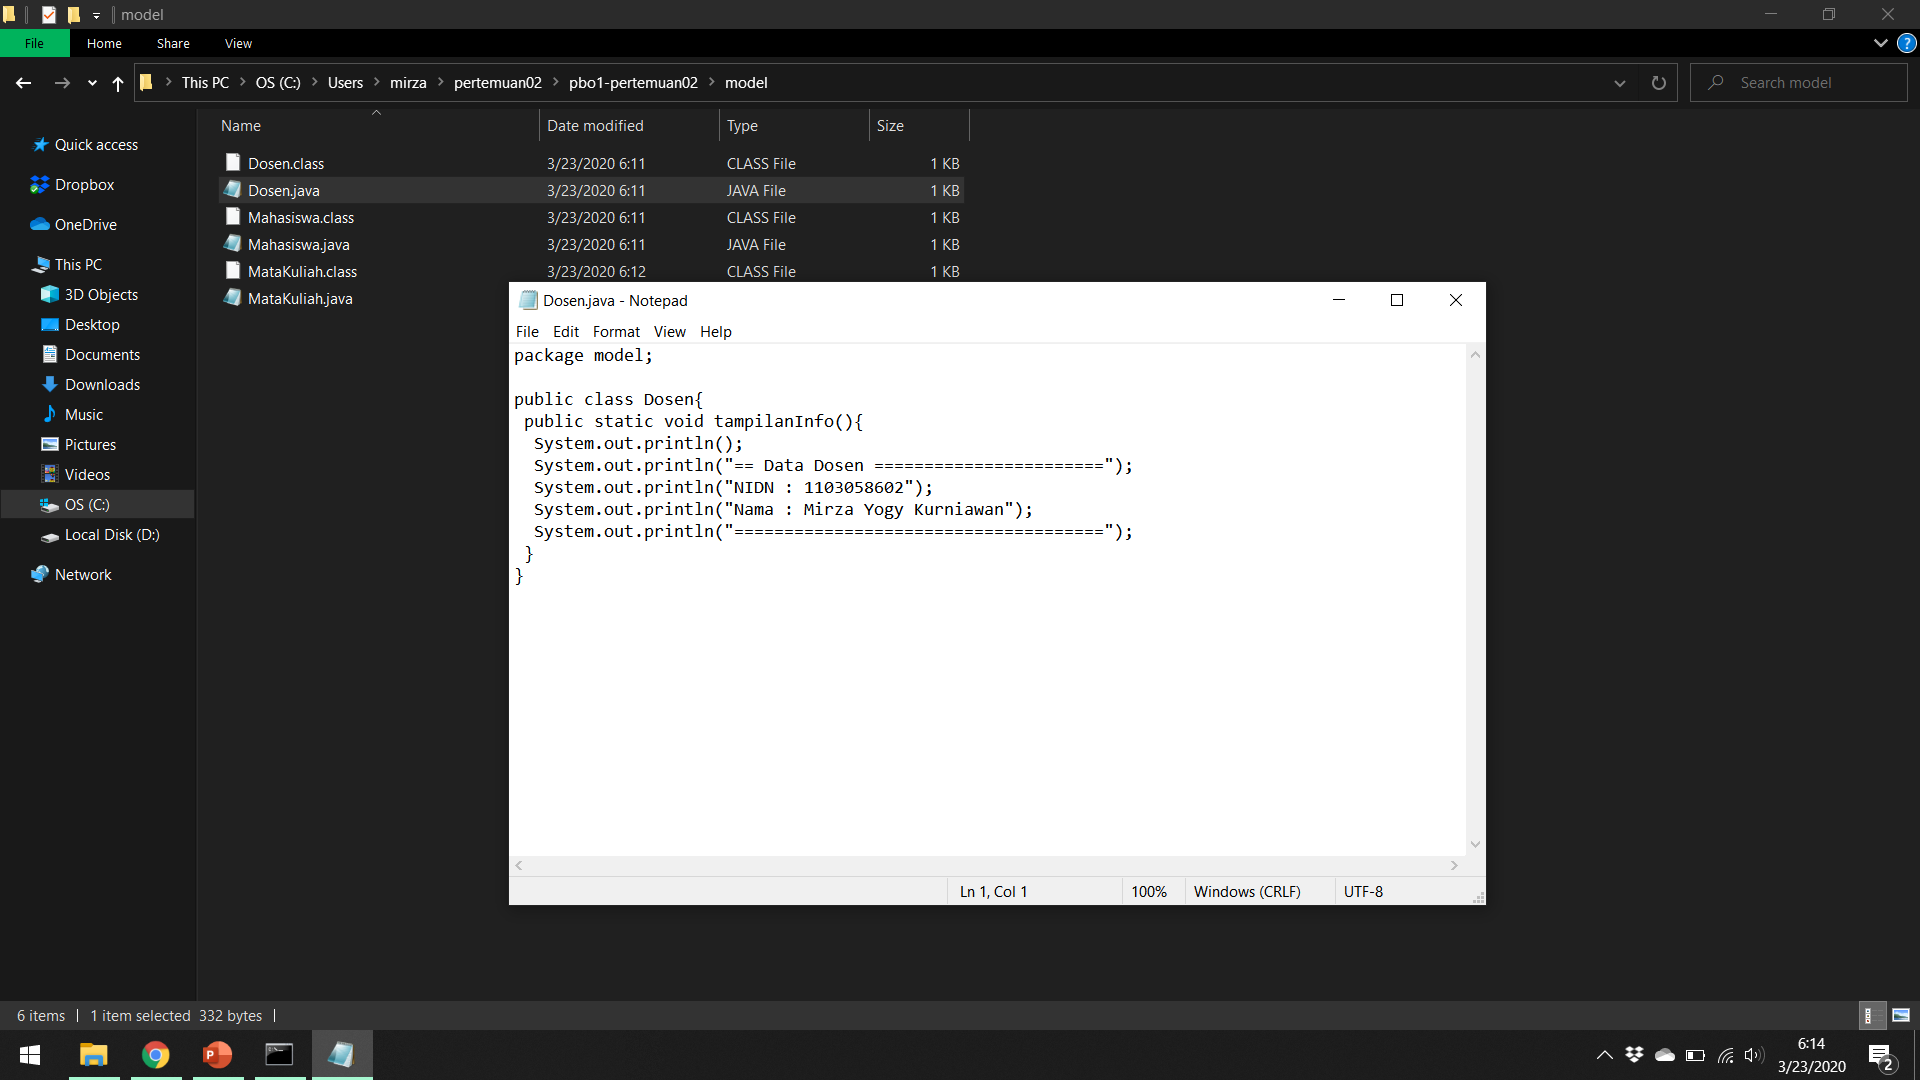 model
File Home Share View
This PC OS (C:) Users mirza pertemuan02 pbo1-pertemuan02 model
Search model
Name Date modified Type Size
Dosen.class 3/23/2020 6:11 CLASS File 1 KB
Dosen.java 3/23/2020 6:11 JAVA File 1 KB
Mahasiswa.class 3/23/2020 6:11 CLASS File 1 KB
Mahasiswa.java 3/23/2020 6:11 JAVA File 1 KB
MataKuliah.class 3/23/2020 6:12 CLASS File 1 KB
MataKuliah.java
Quick access
Dropbox
OneDrive
This PC
3D Objects
Desktop
Documents
Downloads
Music
Pictures
Videos
OS (C:)
Local Disk (D:)
Network
Dosen.java - Notepad
File Edit Format View Help
package model;
public class Dosen{
public static void tampilanInfo(){
System.out.println();
System.out.println("== Data Dosen =======================");
System.out.println("NIDN : 1103058602");
System.out.println("Nama : Mirza Yogy Kurniawan");
System.out.println("=====================================");
}
}
Ln 1, Col 1 100% Windows (CRLF) UTF-8
6 items 1 item selected 332 bytes
6:14
3/23/2020
2